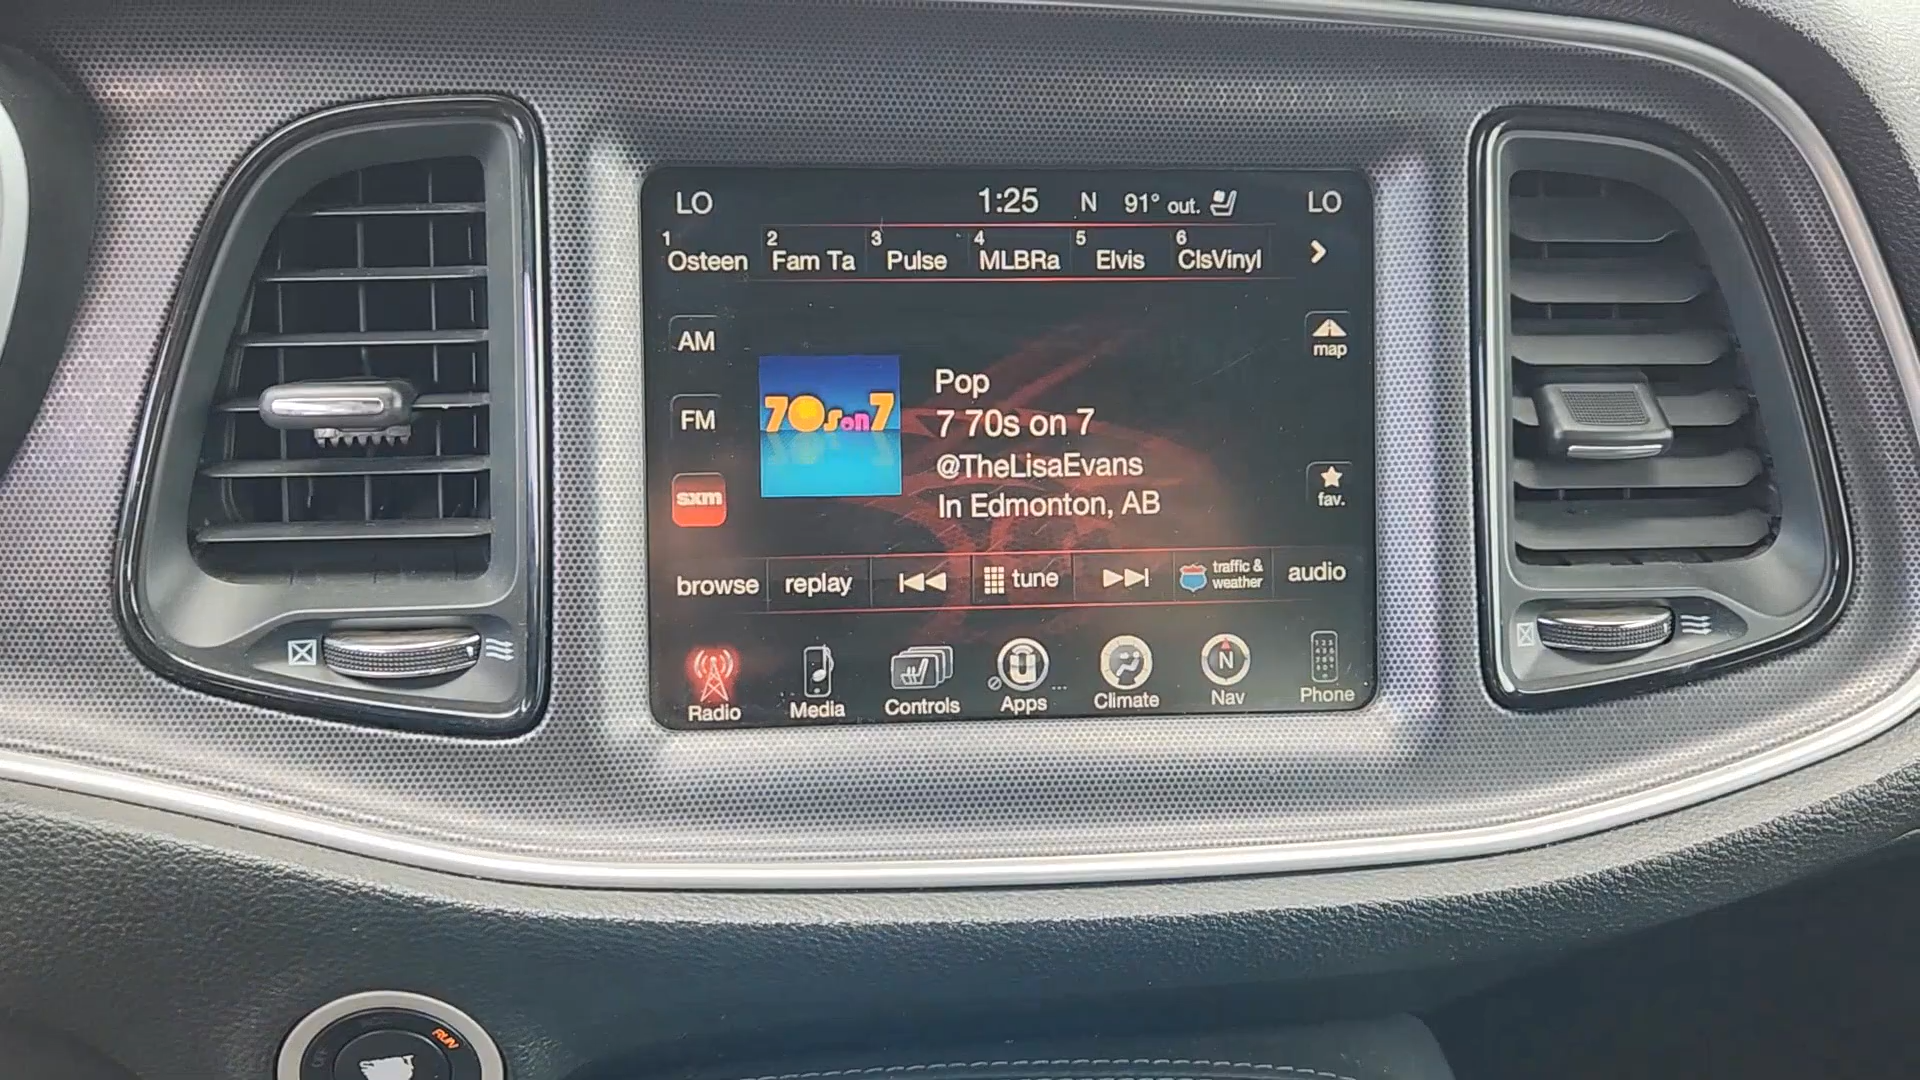 LO 1:25 N 91° out. LO
1 Osteen 2 Fam Ta 3 Pulse 4 MLBRa 5 Elvis 6 ClsVinyl
AM
map
FM
70s on 7
Pop
7 70s on 7
@TheLisaEvans
In Edmonton, AB
sxm
fav.
browse replay tune traffic & weather audio
Radio Media Controls Apps Climate N Nav Phone
RUN